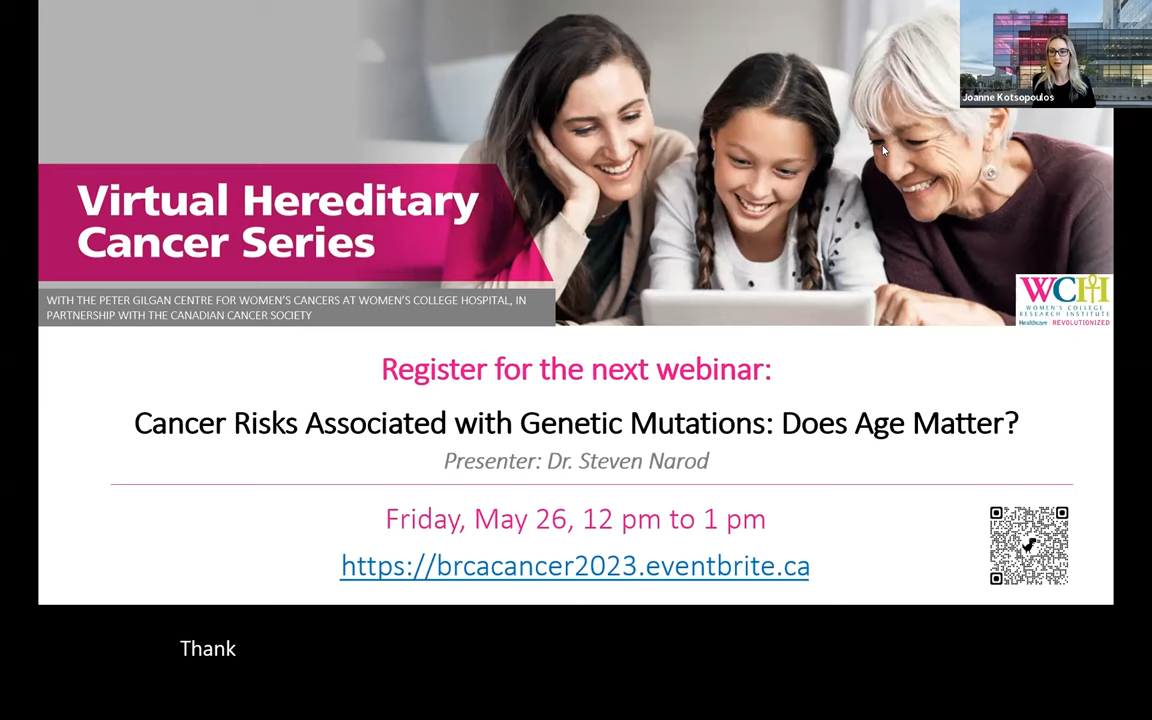 Joanne Kotsopoulos
Virtual Hereditary
Cancer Series
WITH THE PETER GILGAN CENTRE FOR WOMEN'S CANCERS AT WOMEN'S COLLEGE HOSPITAL, IN
PARTNERSHIP WITH THE CANADIAN CANCER SOCIETY
WCH
WOMEN'S COLLEGE
RESEARCH INSTITUTE
Healthcare REVOLUTIONIZED
Register for the next webinar:
Cancer Risks Associated with Genetic Mutations: Does Age Matter?
Presenter: Dr. Steven Narod
Friday, May 26, 12 pm to 1 pm
https://brcacancer2023.eventbrite.ca
Thank